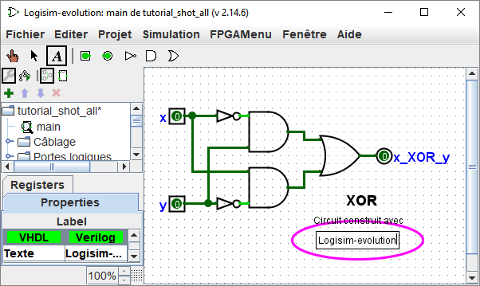 Logisim-evolution: main de tutorial_shot_all (v 2.14.6)
Fichier Editer Projet Simulation FPGAMenu Fenêtre Aide
A
tutorial_shot_all*
main
Câblage
Portes logiques
Registers
Properties
Label
VHDL Verilog
Texte Logisim-...
100%
x 0
y 0
0 x_XOR_y
XOR
Circuit construit avec
Logisim-evolution